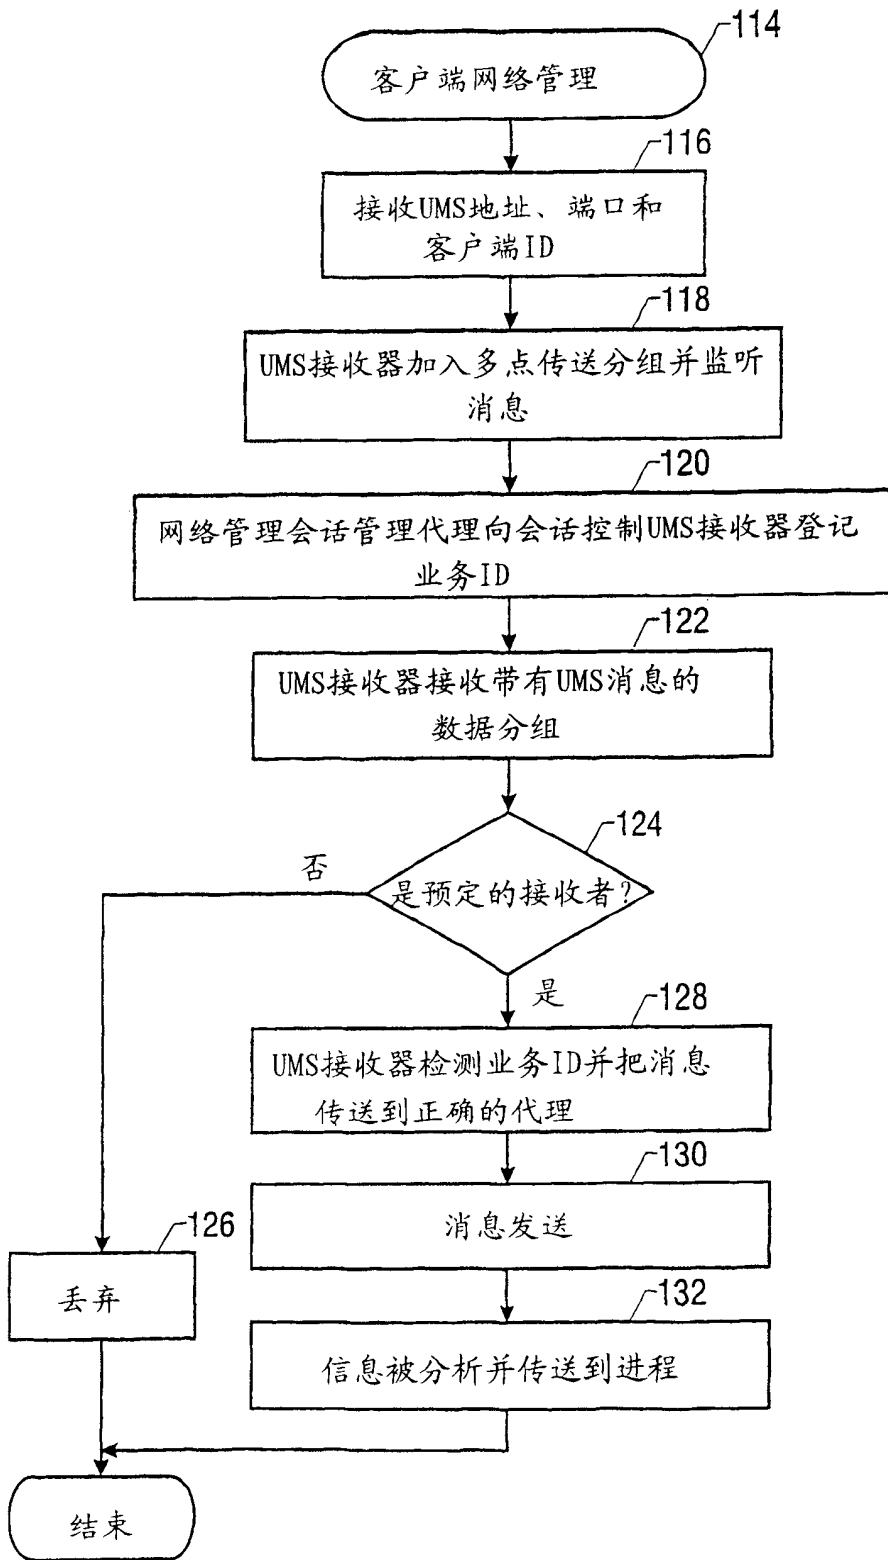 114
客户端网络管理
116
接收UMS地址、端口和
客户端ID
118
UMS接收器加入多点传送分组并监听
消息
120
网络管理会话管理代理向会话控制UMS接收器登记
业务ID
122
UMS接收器接收带有UMS消息的
数据分组
124
否
是预定的接收者?
是
128
UMS接收器检测业务ID并把消息
传送到正确的代理
130
消息发送
126
丢弃
132
信息被分析并传送到进程
结束